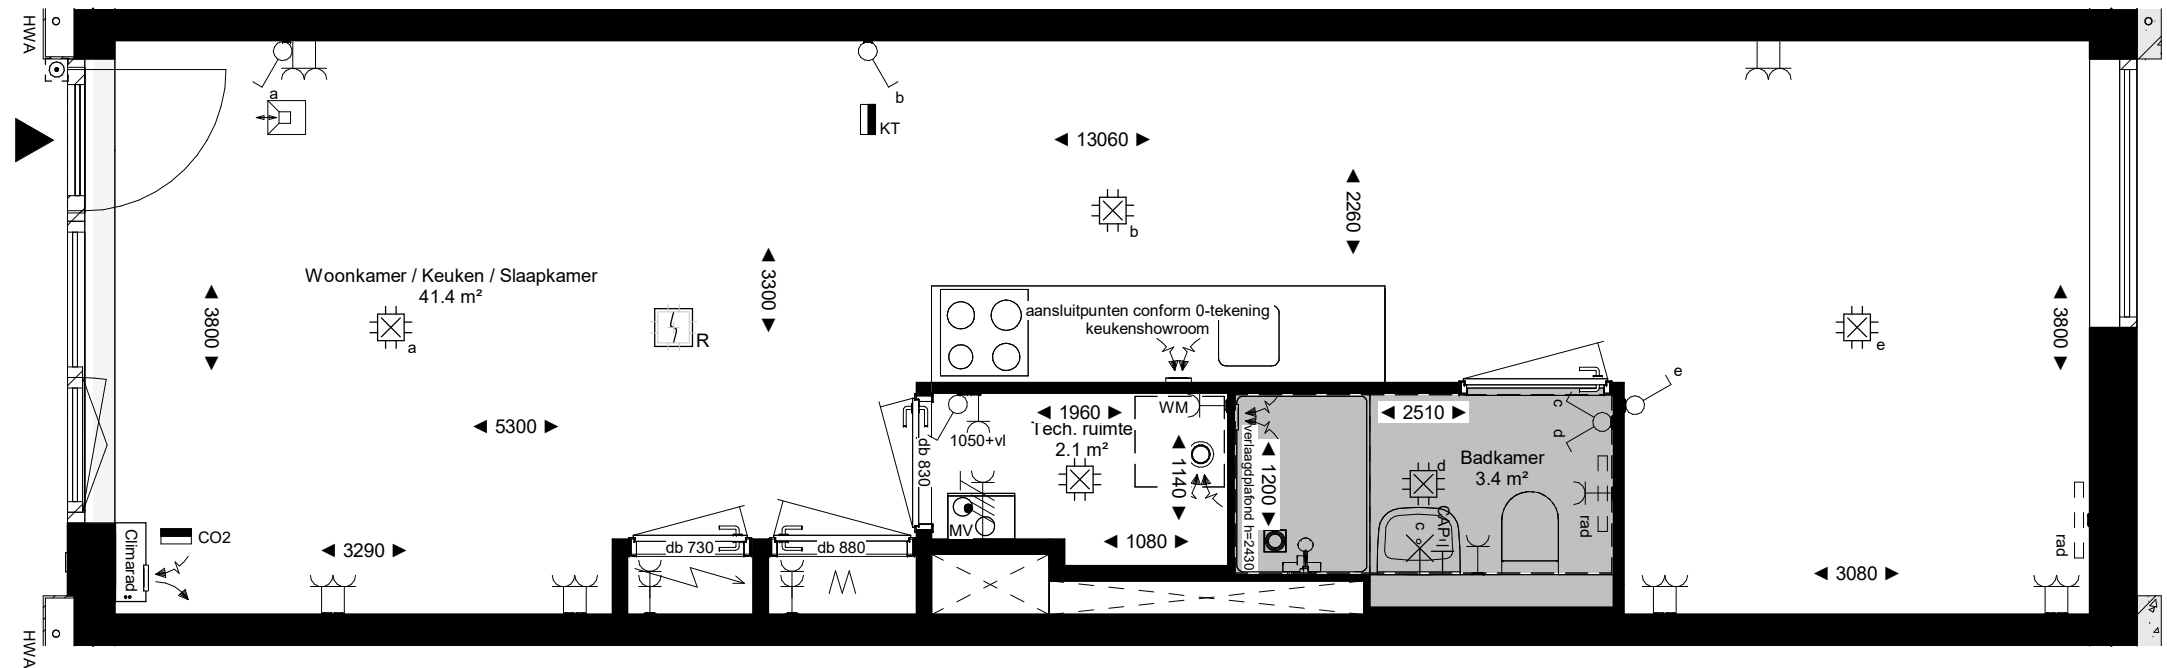 HWA
a
b
KT
13060
2260
b
Woonkamer / Keuken / Slaapkamer
41.4 m²
3800
3300
a
R
aansluitpunten conform 0-tekening
keukenshowroom
3800
e
e
5300
db 830
1050+vl
1960
Tech. ruimte
2.1 m²
WM
1140
verlaagdplafond h=2430
1200
2510
c
d
Badkamer
3.4 m²
d
CAP
c
rad
rad
MV
1080
CO2
Climarad
3290
db 730
db 880
3080
HWA